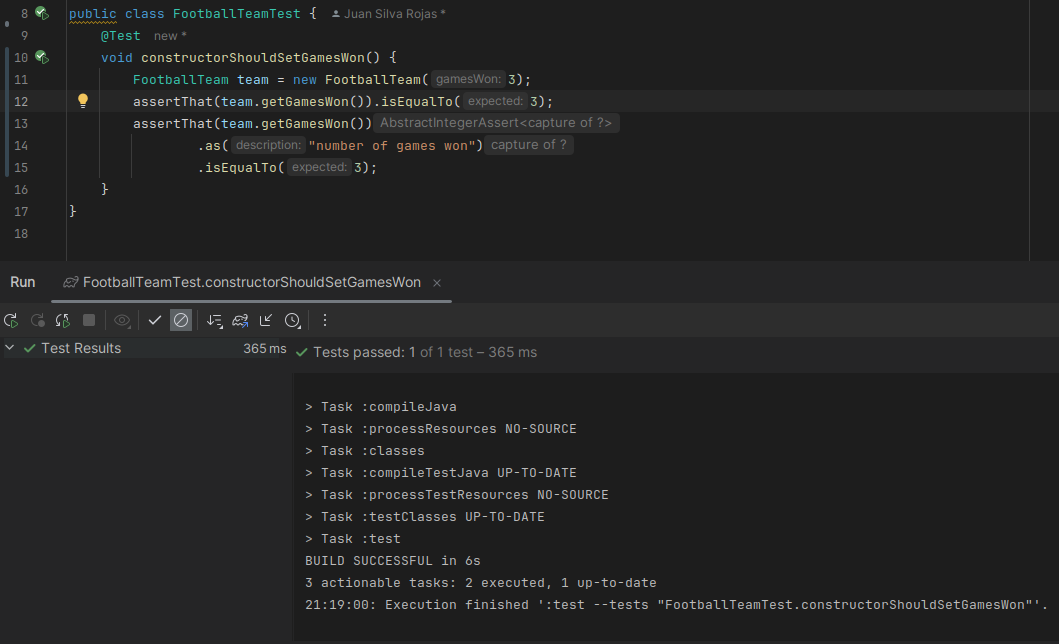 8 public class FootballTeamTest { Juan Silva Rojas *
9 @Test new *
10 void constructorShouldSetGamesWon() {
11 FootballTeam team = new FootballTeam( gamesWon: 3);
12 assertThat(team.getGamesWon()).isEqualTo( expected: 3);
13 assertThat(team.getGamesWon()) AbstractIntegerAssert<capture of ?>
14 .as( description: "number of games won") capture of ?
15 .isEqualTo( expected: 3);
16 }
17 }
18
Run FootballTeamTest.constructorShouldSetGamesWon ×
Test Results 365 ms Tests passed: 1 of 1 test – 365 ms
> Task :compileJava
> Task :processResources NO-SOURCE
> Task :classes
> Task :compileTestJava UP-TO-DATE
> Task :processTestResources NO-SOURCE
> Task :testClasses UP-TO-DATE
> Task :test
BUILD SUCCESSFUL in 6s
3 actionable tasks: 2 executed, 1 up-to-date
21:19:00: Execution finished ':test --tests "FootballTeamTest.constructorShouldSetGamesWon"'.